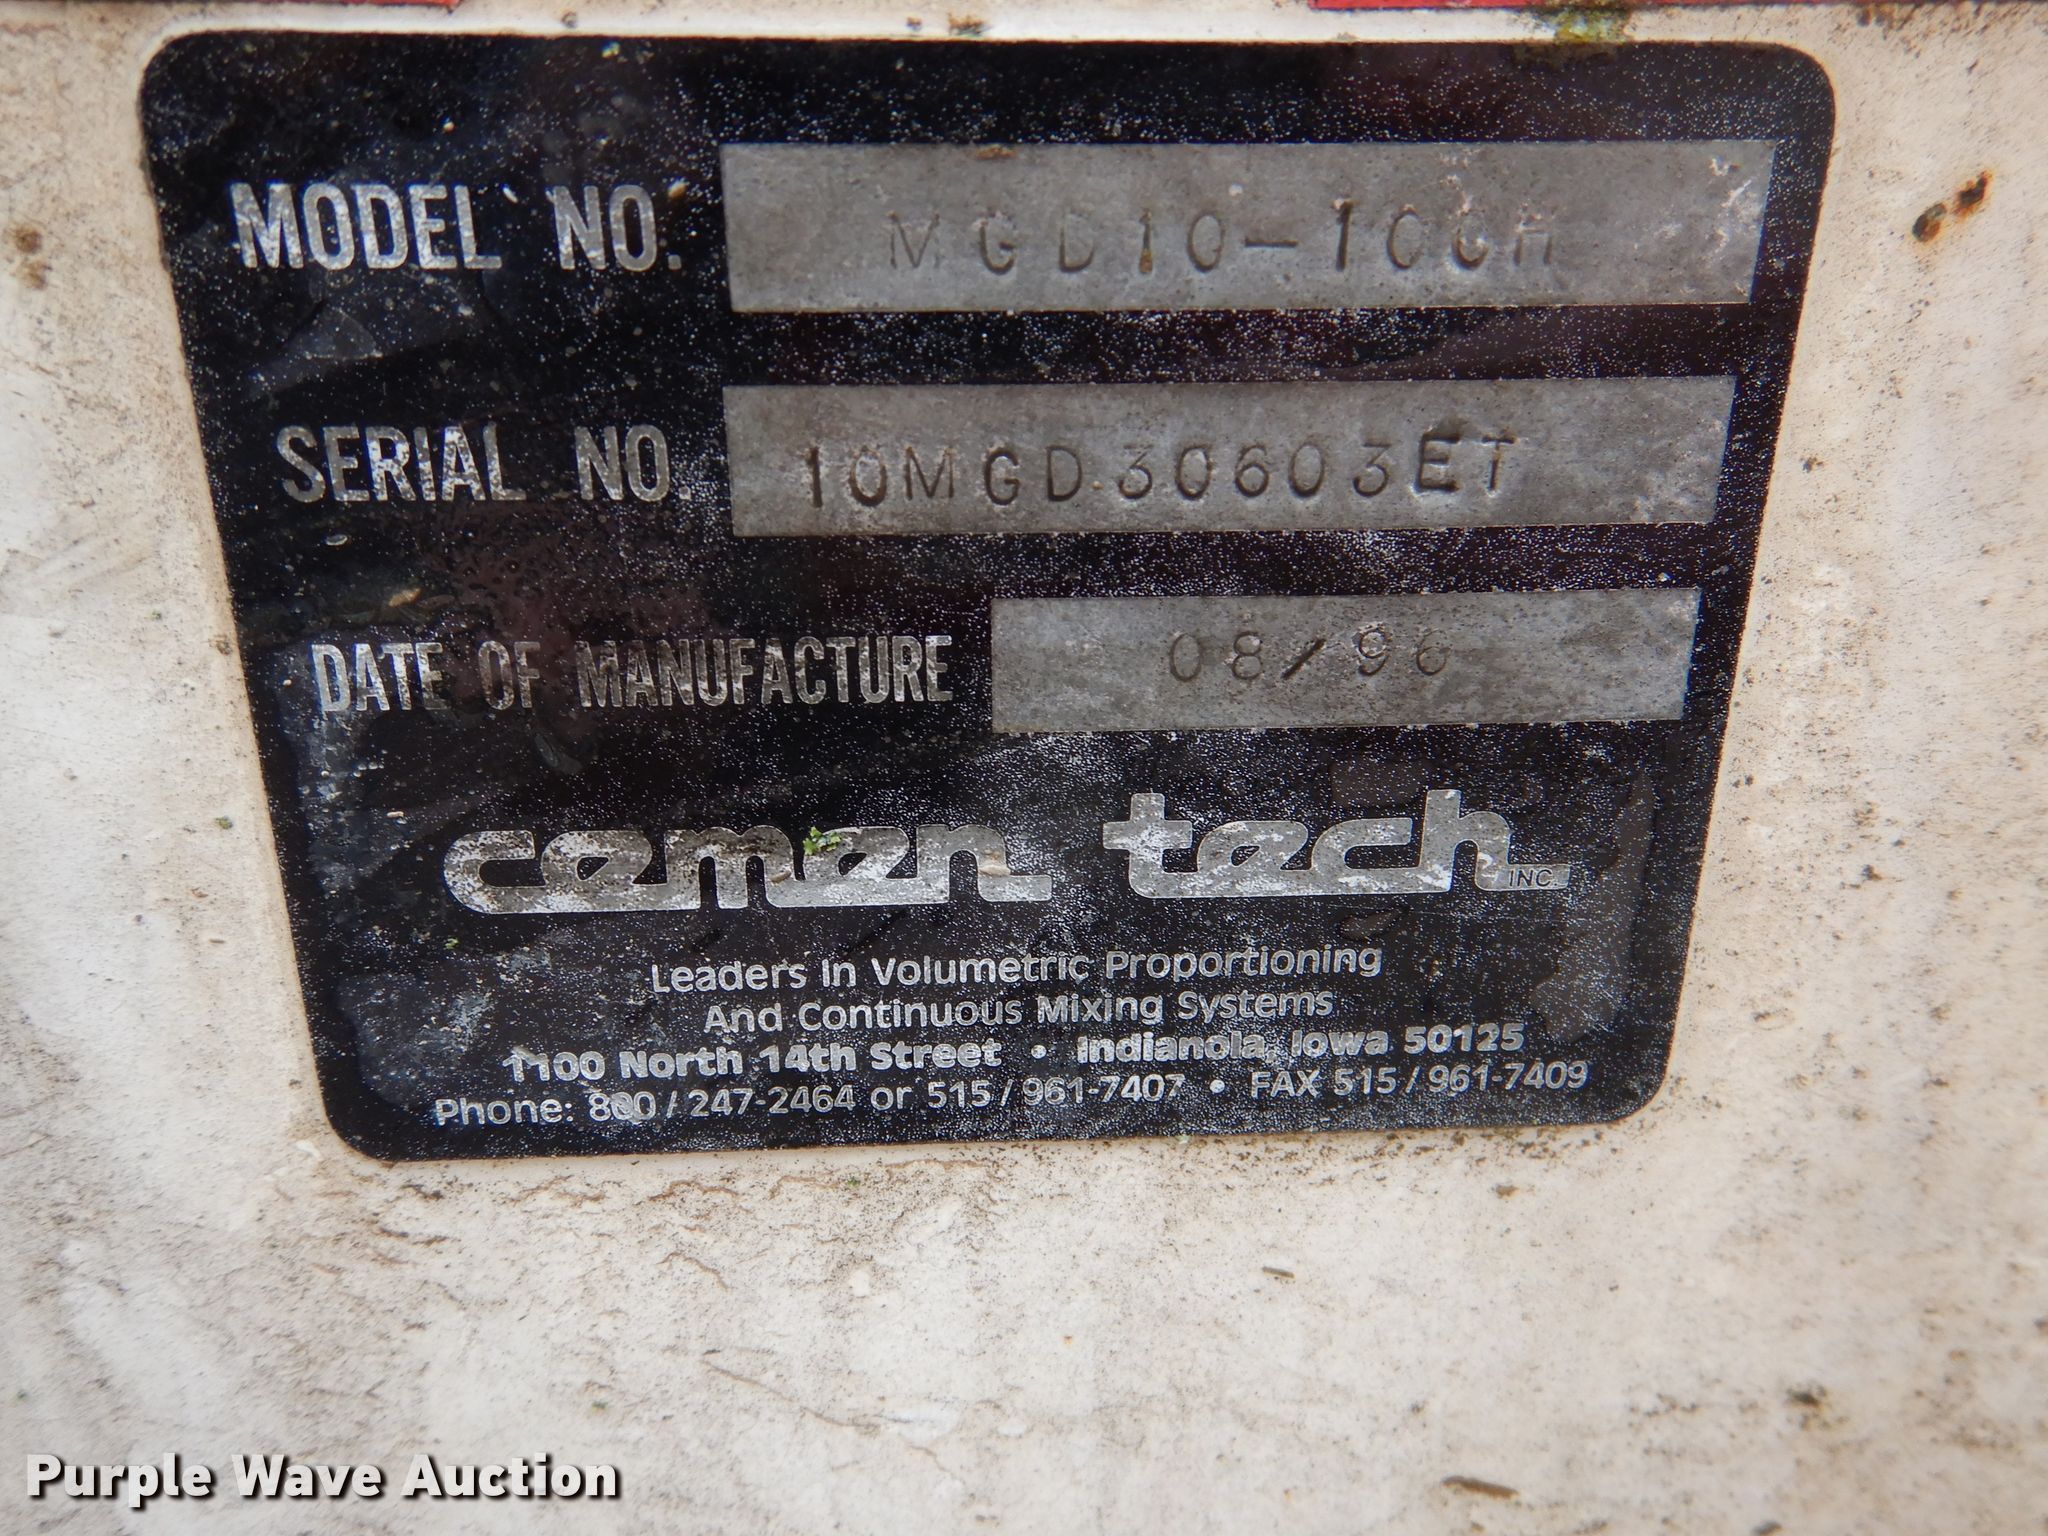 MODEL NO. MGD10-100H
SERIAL NO. 10MGD30603ET
DATE OF MANUFACTURE 08/96
cemen tech INC.
Leaders In Volumetric Proportioning
And Continuous Mixing Systems
1100 North 14th Street • Indianola, Iowa 50125
Phone: 800/247-2464 or 515/961-7407 • FAX 515/961-7409
Purple Wave Auction